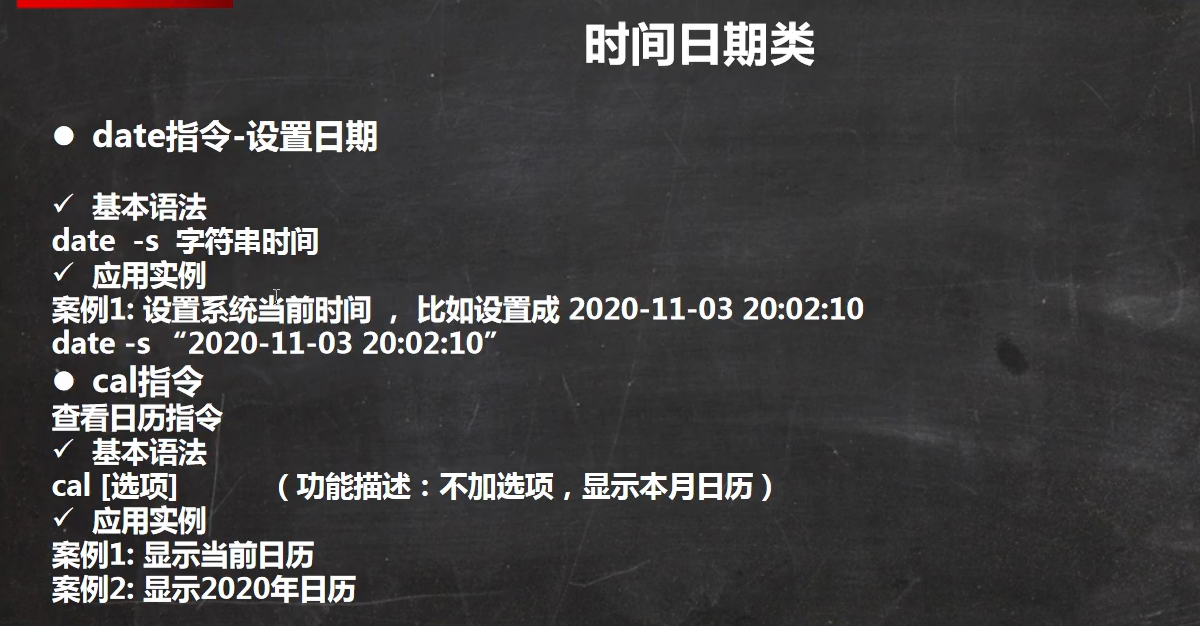 时间日期类
● date指令-设置日期
✓ 基本语法
date -s 字符串时间
✓ 应用实例
案例1: 设置系统当前时间 ， 比如设置成 2020-11-03 20:02:10
date -s “2020-11-03 20:02:10”
● cal指令
查看日历指令
✓ 基本语法
cal [选项] （功能描述：不加选项，显示本月日历）
✓ 应用实例
案例1: 显示当前日历
案例2: 显示2020年日历